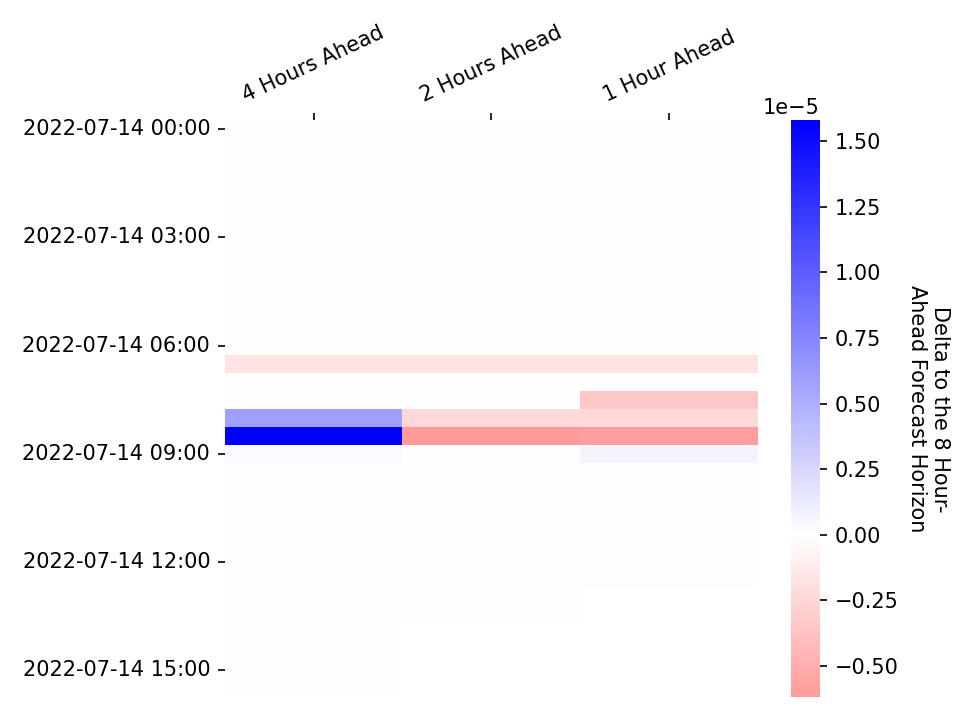 4 Hours Ahead
2 Hours Ahead
1 Hour Ahead
1e−5
2022-07-14 00:00
2022-07-14 03:00
2022-07-14 06:00
2022-07-14 09:00
2022-07-14 12:00
2022-07-14 15:00
1.50
1.25
1.00
0.75
0.50
0.25
0.00
−0.25
−0.50
Delta to the 8 Hour-
Ahead Forecast Horizon